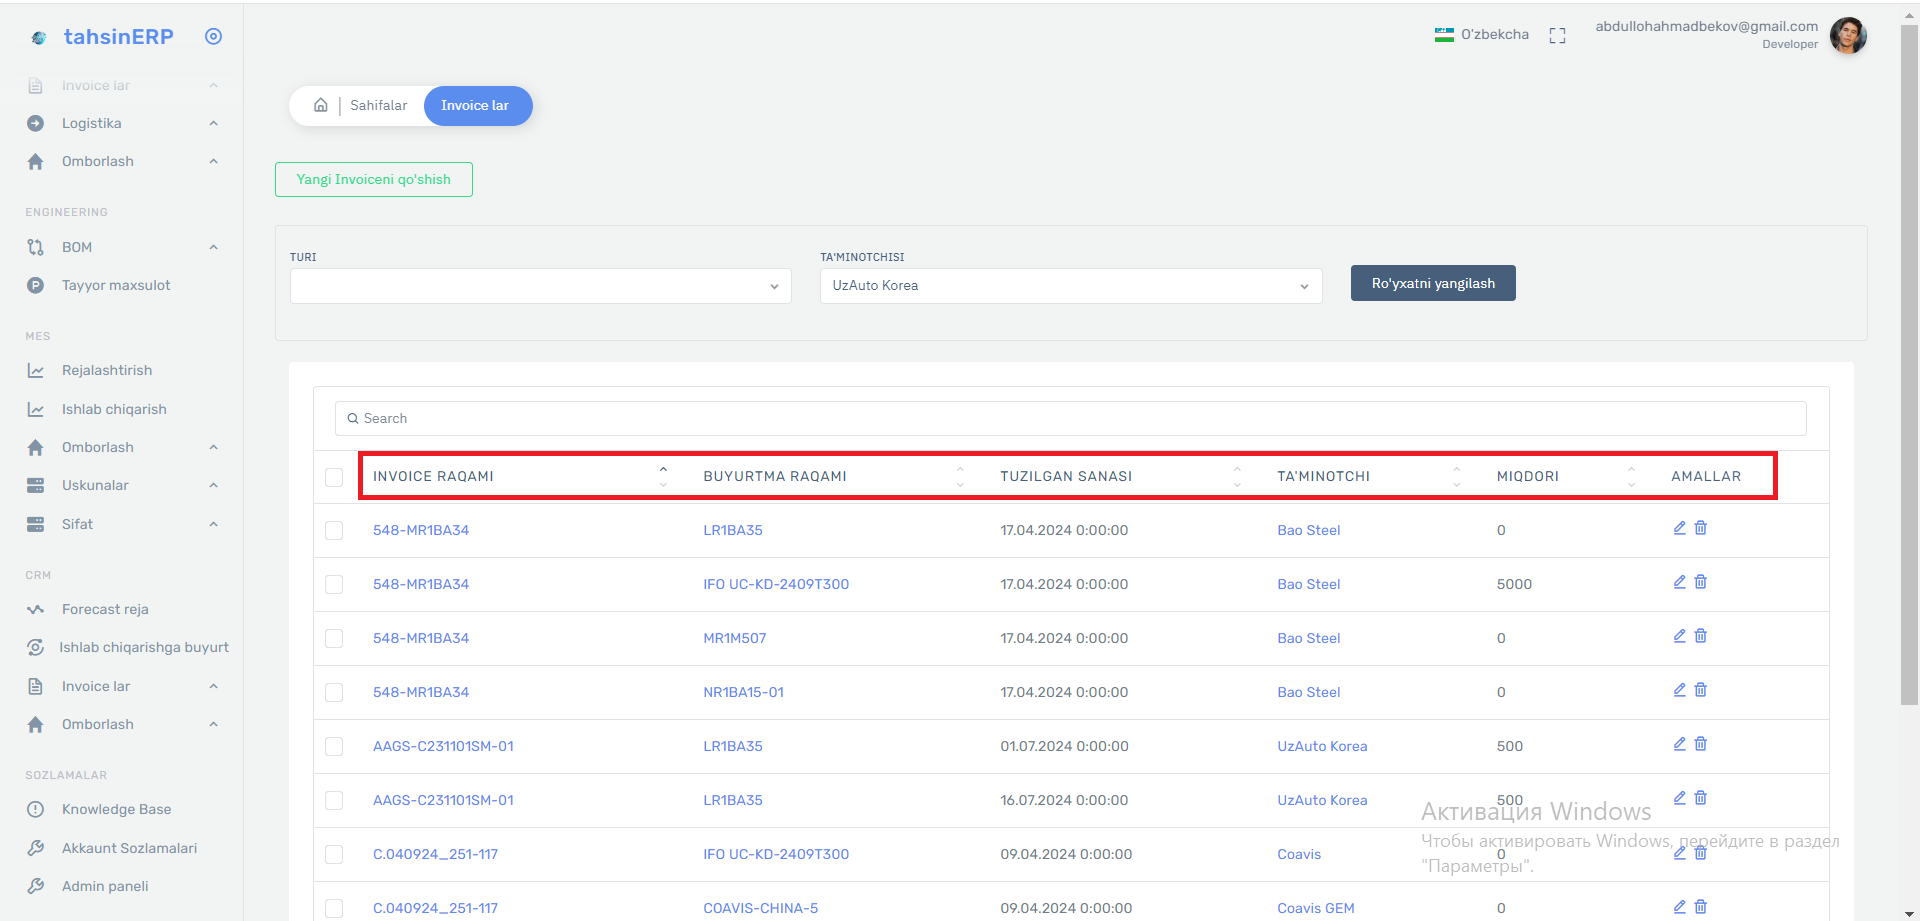 tahsinERP
Invoice lar
Logistika
Omborlash
ENGINEERING
BOM
Tayyor maxsulot
MES
Rejalashtirish
Ishlab chiqarish
Omborlash
Uskunalar
Sifat
CRM
Forecast reja
Ishlab chiqarishga buyurt
Invoice lar
Omborlash
SOZLAMALAR
Knowledge Base
Akkaunt Sozlamalari
Admin paneli
O'zbekcha
abdullohahmadbekov@gmail.com
Developer
Sahifalar Invoice lar
Yangi Invoiceni qo'shish
TURI
TA'MINOTCHISI
UzAuto Korea
Ro'yxatni yangilash
Search
INVOICE RAQAMI BUYURTMA RAQAMI TUZILGAN SANASI TA'MINOTCHI MIQDORI AMALLAR
548-MR1BA34 LR1BA35 17.04.2024 0:00:00 Bao Steel 0
548-MR1BA34 IFO UC-KD-2409T300 17.04.2024 0:00:00 Bao Steel 5000
548-MR1BA34 MR1M507 17.04.2024 0:00:00 Bao Steel 0
548-MR1BA34 NR1BA15-01 17.04.2024 0:00:00 Bao Steel 0
AAGS-C231101SM-01 LR1BA35 01.07.2024 0:00:00 UzAuto Korea 500
AAGS-C231101SM-01 LR1BA35 16.07.2024 0:00:00 UzAuto Korea 500
C.040924_251-117 IFO UC-KD-2409T300 09.04.2024 0:00:00 Coavis 0
C.040924_251-117 COAVIS-CHINA-5 09.04.2024 0:00:00 Coavis GEM 0
Активация Windows
Чтобы активировать Windows, перейдите в раздел
"Параметры".